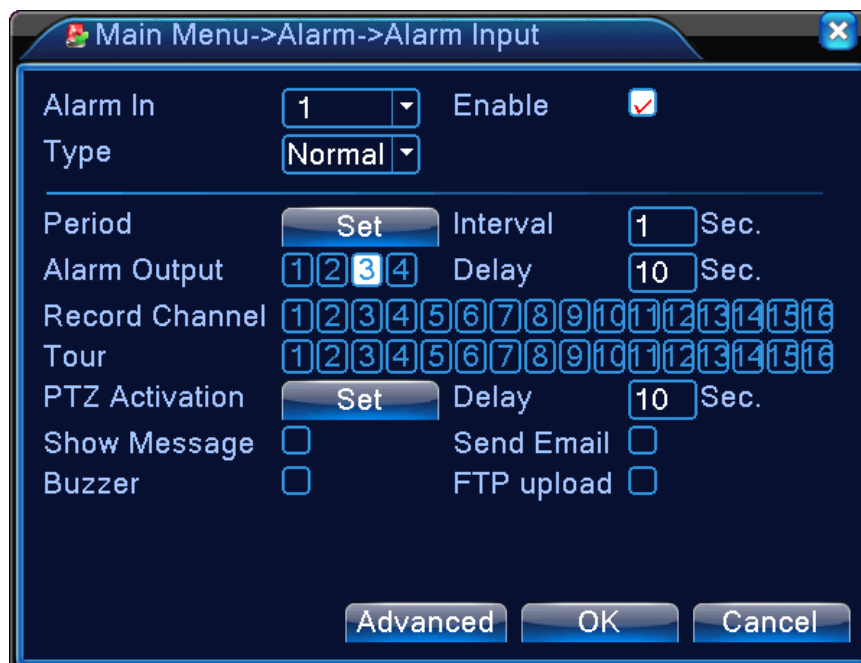 Main Menu->Alarm->Alarm Input
Alarm In 1 Enable
Type Normal
Period Set Interval 1 Sec.
Alarm Output 1 2 3 4 Delay 10 Sec.
Record Channel 1 2 3 4 5 6 7 8 9 10 11 12 13 14 15 16
Tour 1 2 3 4 5 6 7 8 9 10 11 12 13 14 15 16
PTZ Activation Set Delay 10 Sec.
Show Message Send Email
Buzzer FTP upload
Advanced OK Cancel